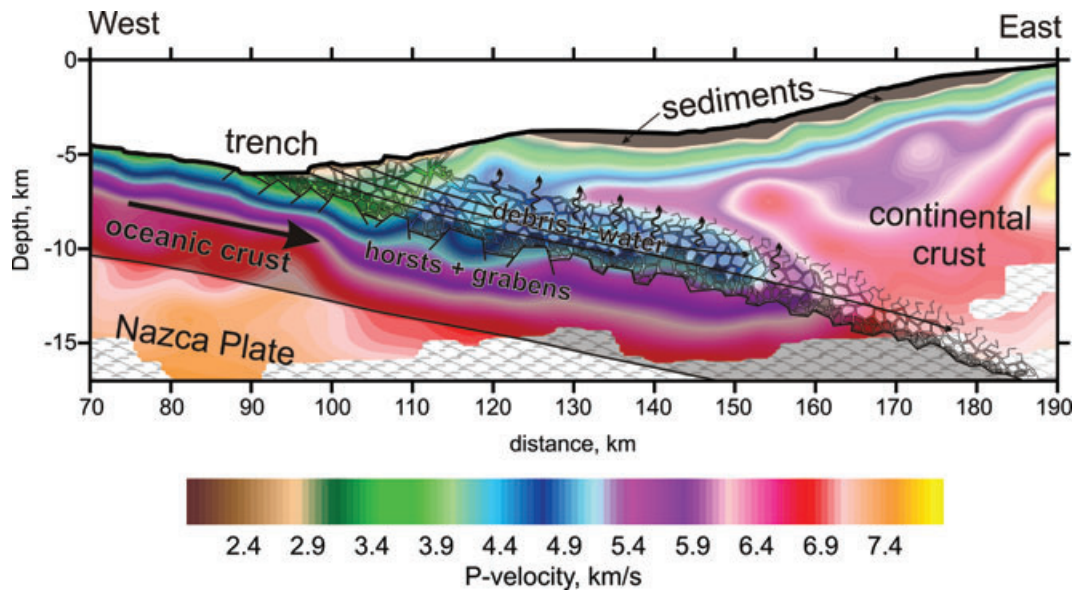 West
East
0
-5
-10
-15
Depth, km
sediments
trench
debris + water
continental
crust
oceanic crust
horsts + grabens
Nazca Plate
70 80 90 100 110 120 130 140 150 160 170 180 190
distance, km
2.4 2.9 3.4 3.9 4.4 4.9 5.4 5.9 6.4 6.9 7.4
P-velocity, km/s